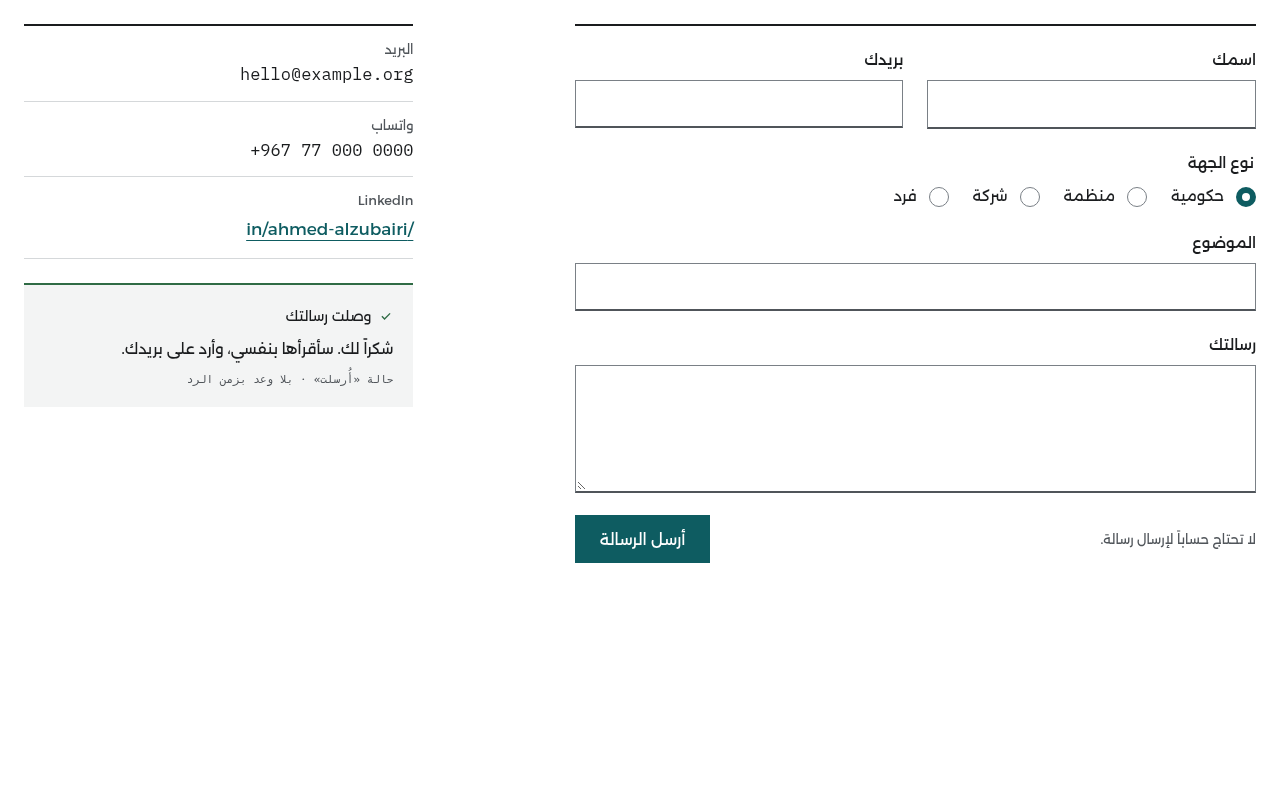 اسمك
بريدك
نوع الجهة
حكومية
منظمة
شركة
فرد
الموضوع
رسالتك
لا تحتاج حساباً لإرسال رسالة.
أرسل الرسالة
البريد
hello@example.org
واتساب
+967 77 000 0000
LinkedIn
in/ahmed-alzubairi/
✓ وصلت رسالتك
شكراً لك. سأقرأها بنفسي، وأرد على بريدك.
حالة «أُرسلت» · بلا وعد بزمن الرد